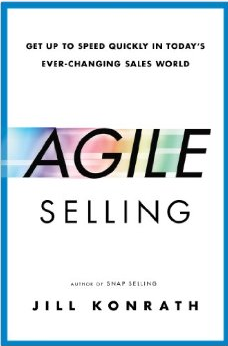 GET UP TO SPEED QUICKLY IN TODAY'S
EVER-CHANGING SALES WORLD
AGILE
SELLING
AUTHOR OF SNAP SELLING
JILL KONRATH